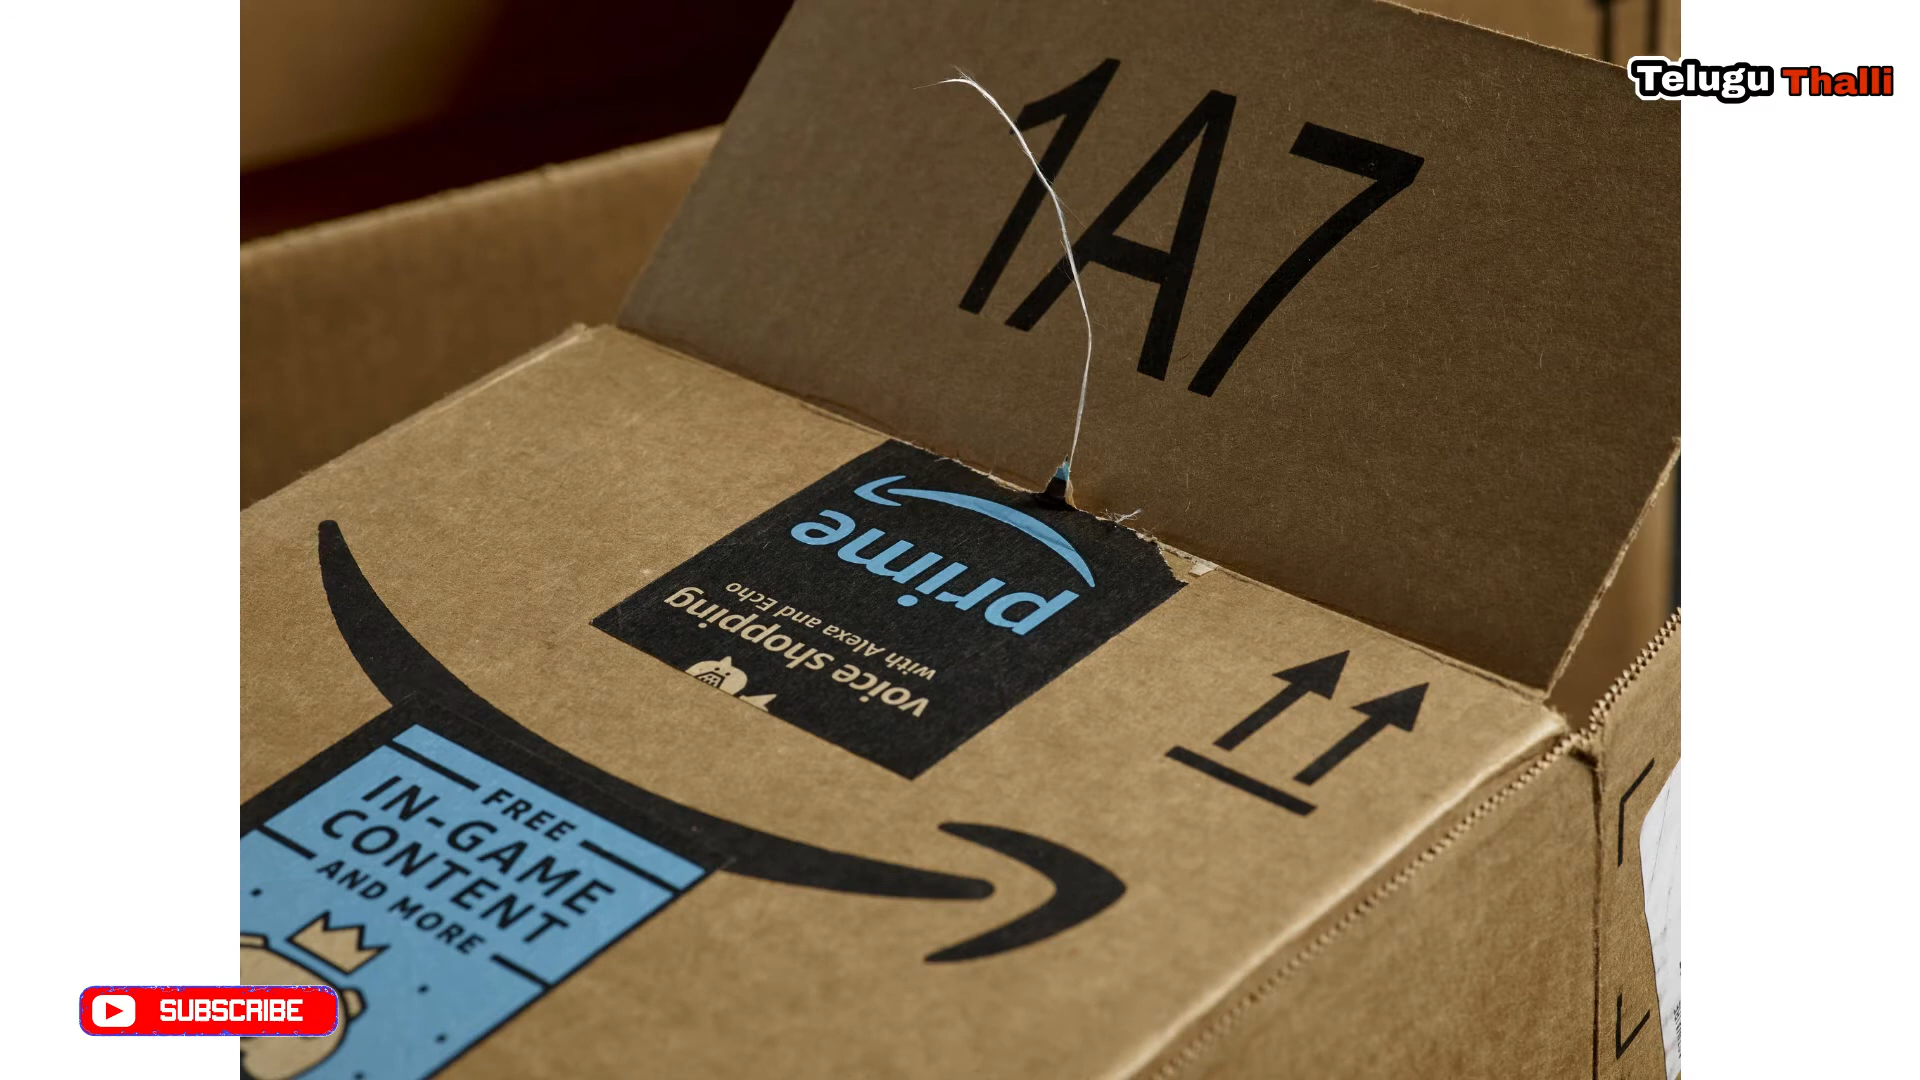 Telugu Thalli
1A7
prime
voice shopping
with Alexa and Echo
FREE
IN-GAME
CONTENT
AND MORE
SUBSCRIBE